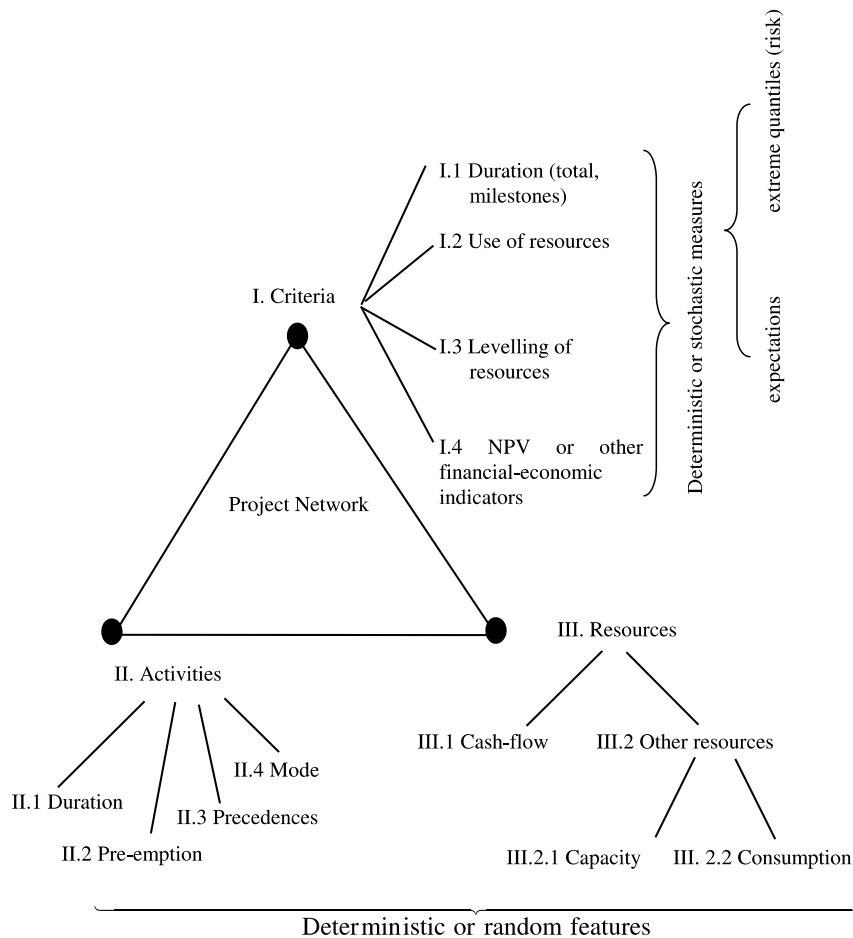 extreme quantiles (risk)
expectations
Deterministic or stochastic measures
I.1 Duration (total,
milestones)
I.2 Use of resources
I. Criteria
I.3 Levelling of
resources
I.4 NPV or other
financial-economic
indicators
Project Network
II. Activities
II.1 Duration
II.2 Pre-emption
II.3 Precedences
II.4 Mode
III. Resources
III.1 Cash-flow
III.2 Other resources
III.2.1 Capacity
III. 2.2 Consumption
Deterministic or random features